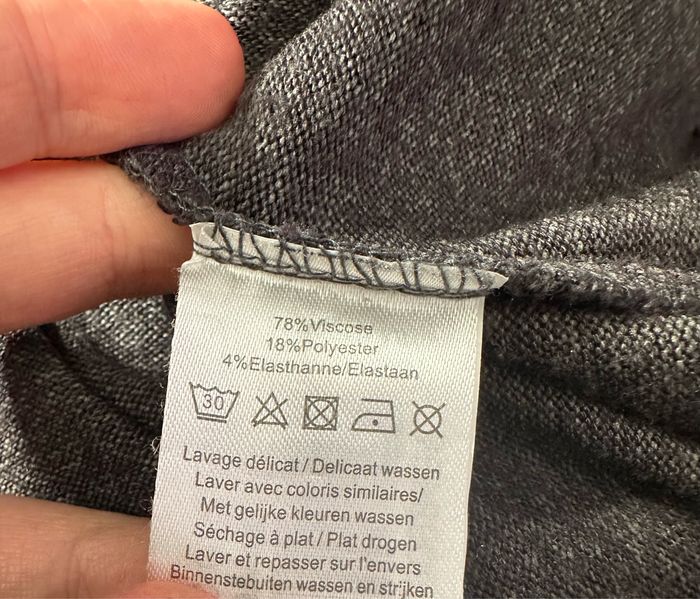 78%Viscose
18%Polyester
4%Elasthanne/Elastaan
30
Lavage délicat / Delicaat wassen
Laver avec coloris similaires/
Met gelijke kleuren wassen
Séchage à plat / Plat drogen
Laver et repasser sur l'envers
Binnenstebuiten wassen en strijken